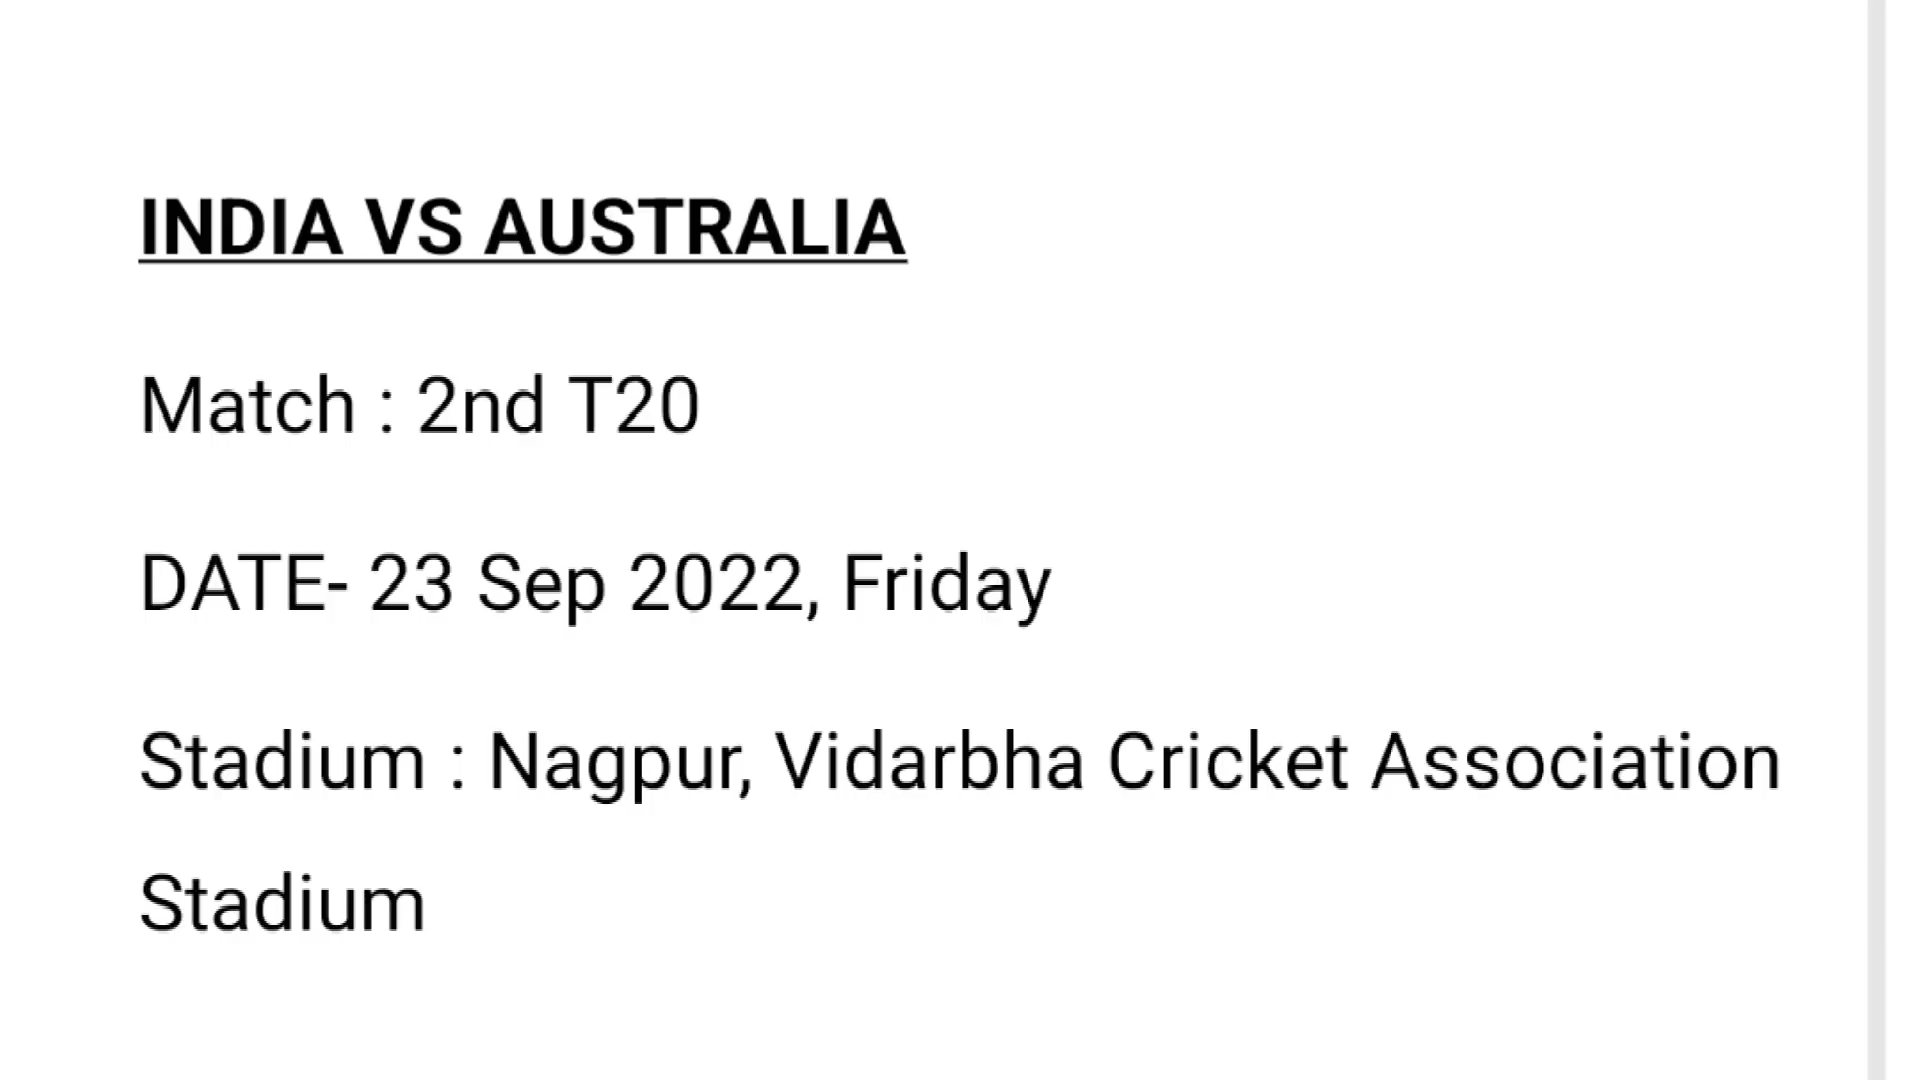 INDIA VS AUSTRALIA
Match : 2nd T20
DATE- 23 Sep 2022, Friday
Stadium : Nagpur, Vidarbha Cricket Association
Stadium